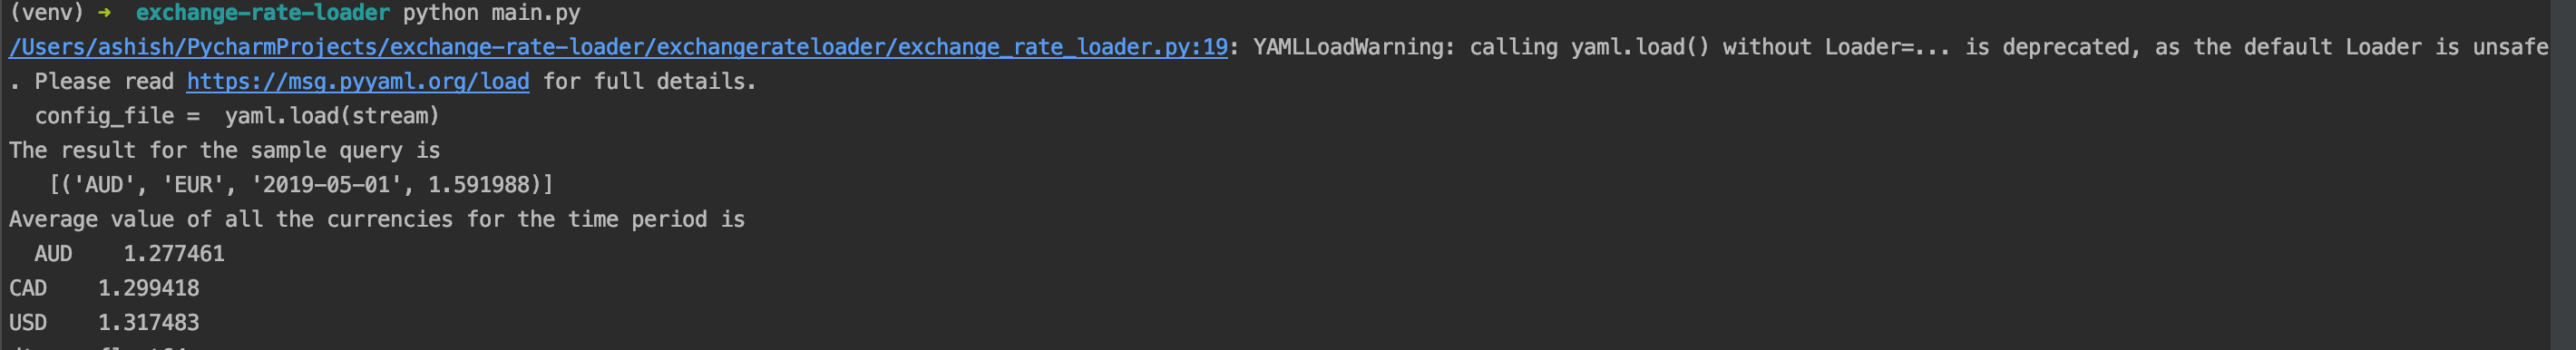 (venv) ➜  exchange-rate-loader python main.py
/Users/ashish/PycharmProjects/exchange-rate-loader/exchangerateloader/exchange_rate_loader.py:19: YAMLLoadWarning: calling yaml.load() without Loader=... is deprecated, as the default Loader is unsafe
. Please read https://msg.pyyaml.org/load for full details.
  config_file =  yaml.load(stream)
The result for the sample query is
   [('AUD', 'EUR', '2019-05-01', 1.591988)]
Average value of all the currencies for the time period is
  AUD    1.277461
CAD    1.299418
USD    1.317483